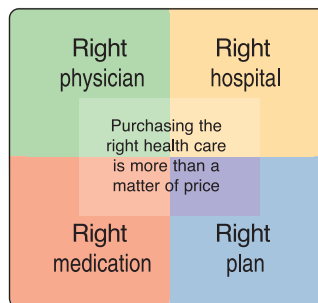 Right
physician
Right
hospital
Purchasing the
right health care
is more than a
matter of price
Right
medication
Right
plan